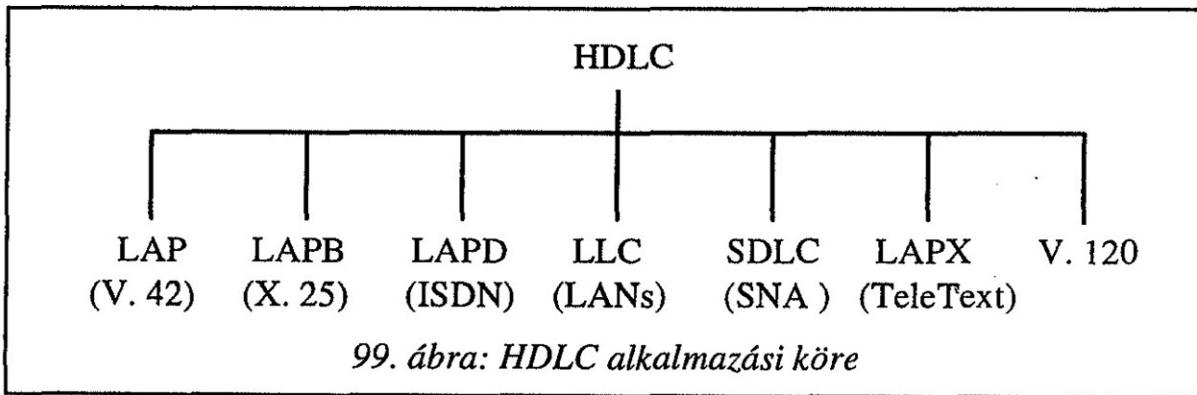 HDLC
LAP LAPB LAPD LLC SDLC LAPX V. 120
(V. 42) (X. 25) (ISDN) (LANs) (SNA ) (TeleText)
99. ábra: HDLC alkalmazási köre